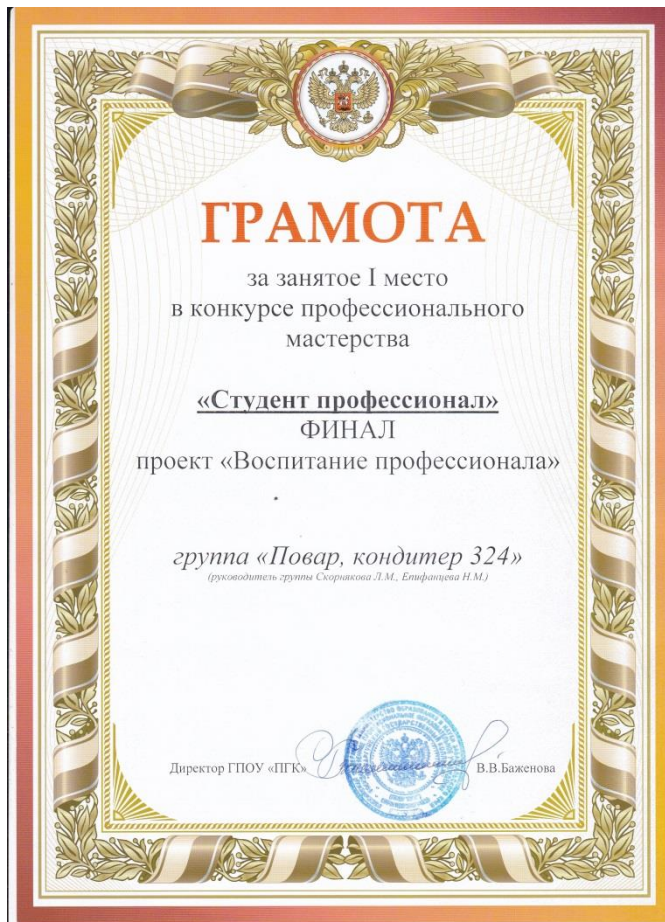 ГРАМОТА
за занятое I место
в конкурсе профессионального
мастерства
«Студент профессионал»
ФИНАЛ
проект «Воспитание профессионала»
группа «Повар, кондитер 324»
(руководитель группы Скорнякова Л.М., Епифанцева Н.М.)
Директор ГПОУ «ПГК»
В.В.Баженова